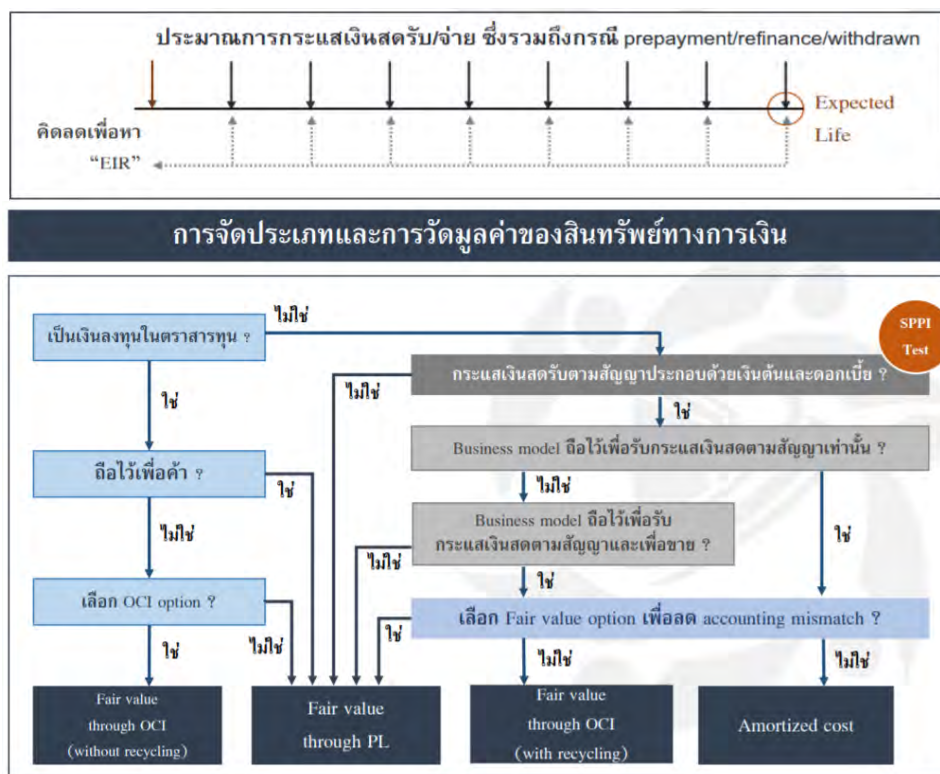 ประมาณการกระแสเงินสดรับ/จ่าย ซึ่งรวมถึงกรณี prepayment/refinance/withdrawn
Expected
Life
คิดลดเพื่อหา
“EIR”
การจัดประเภทและการวัดมูลค่าของสินทรัพย์ทางการเงิน
ไม่ใช่
SPPI
Test
เป็นเงินลงทุนในตราสารทุน ?
กระแสเงินสดรับตามสัญญาประกอบด้วยเงินต้นและดอกเบี้ย ?
ไม่ใช่
ใช่
ใช่
Business model ถือไว้เพื่อรับกระแสเงินสดตามสัญญาเท่านั้น ?
ถือไว้เพื่อค้า ?
ใช่
ไม่ใช่
Business model ถือไว้เพื่อรับ
กระแสเงินสดตามสัญญาและเพื่อขาย ?
ไม่ใช่
ไม่ใช่
ใช่
ใช่
เลือก OCI option ?
เลือก Fair value option เพื่อลด accounting mismatch ?
ใช่
ไม่ใช่
ใช่
ไม่ใช่
ไม่ใช่
Fair value
through OCI
(without recycling)
Fair value
through PL
Fair value
through OCI
(with recycling)
Amortized cost